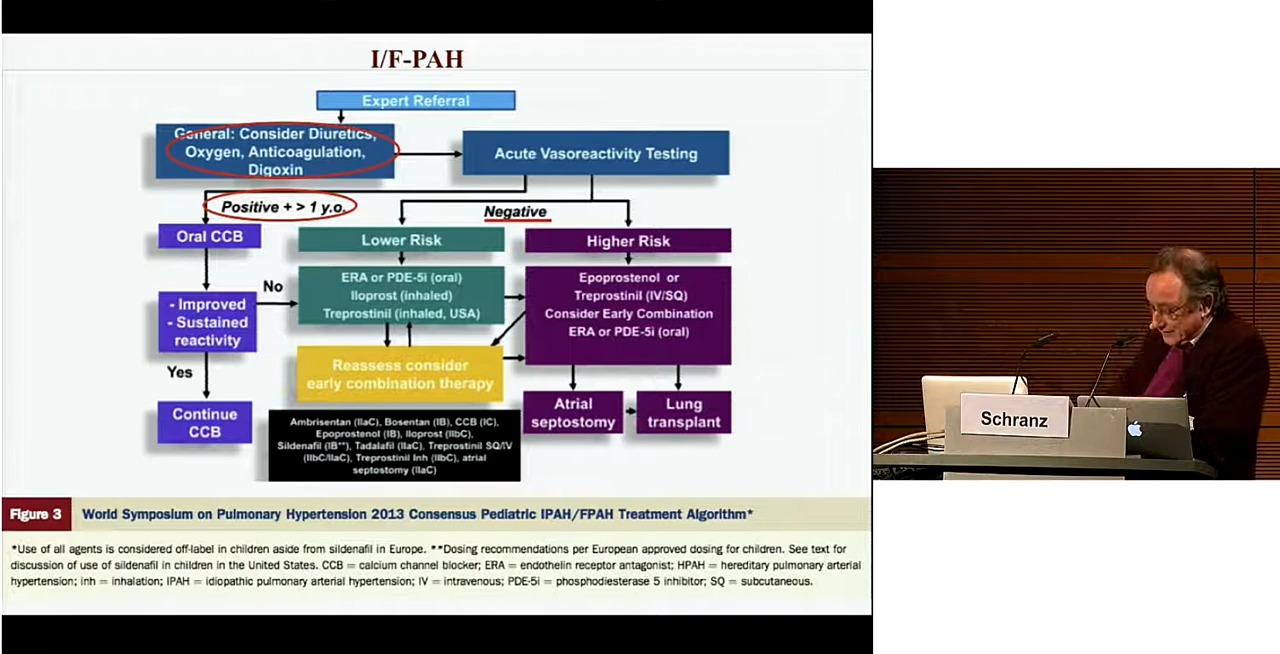 I/F-PAH
Expert Referral
General: Consider Diuretics,
Oxygen, Anticoagulation,
Digoxin
Acute Vasoreactivity Testing
Positive + > 1 y.o.
Negative
Oral CCB
Lower Risk
Higher Risk
- Improved
- Sustained
reactivity
No
ERA or PDE-5i (oral)
Iloprost (inhaled)
Treprostinil (inhaled, USA)
Epoprostenol or
Treprostinil (IV/SQ)
Consider Early Combination
ERA or PDE-5i (oral)
Yes
Reassess consider
early combination therapy
Continue
CCB
Atrial
septostomy
Lung
transplant
Ambrisentan (IIaC), Bosentan (IB), CCB (IC),
Epoprostenol (IB), Iloprost (IIbC),
Sildenafil (IB**), Tadalafil (IIaC), Treprostinil SQ/IV
(IIbC/IIaC), Treprostinil Inh (IIbC), atrial
septostomy (IIaC)
Figure 3 World Symposium on Pulmonary Hypertension 2013 Consensus Pediatric IPAH/FPAH Treatment Algorithm*
*Use of all agents is considered off-label in children aside from sildenafil in Europe. **Dosing recommendations per European approved dosing for children. See text for
discussion of use of sildenafil in children in the United States. CCB = calcium channel blocker; ERA = endothelin receptor antagonist; HPAH = hereditary pulmonary arterial
hypertension; inh = inhalation; IPAH = idiopathic pulmonary arterial hypertension; IV = intravenous; PDE-5i = phosphodiesterase 5 inhibitor; SQ = subcutaneous.
Schranz